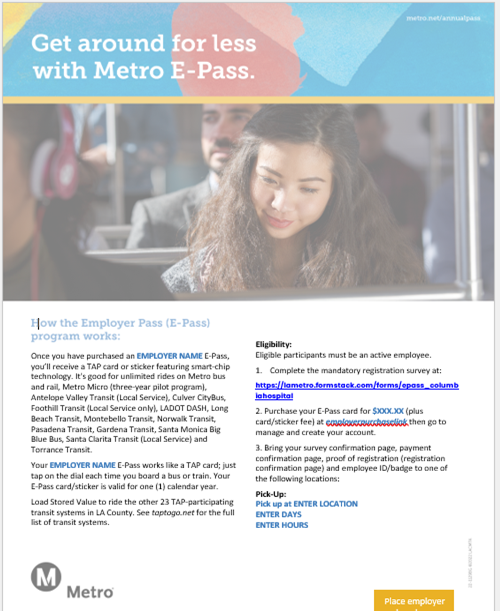 metro.net/annualpass
Get around for less
with Metro E-Pass.
How the Employer Pass (E-Pass)
program works:
Once you have purchased an EMPLOYER NAME E-Pass,
you'll receive a TAP card or sticker featuring smart-chip
technology. It's good for unlimited rides on Metro bus
and rail, Metro Micro (three-year pilot program),
Antelope Valley Transit (Local Service), Culver CityBus,
Foothill Transit (Local Service only), LADOT DASH, Long
Beach Transit, Montebello Transit, Norwalk Transit,
Pasadena Transit, Gardena Transit, Santa Monica Big
Blue Bus, Santa Clarita Transit (Local Service) and
Torrance Transit.
Your EMPLOYER NAME E-Pass works like a TAP card; just
tap on the dial each time you board a bus or train. Your
E-Pass card/sticker is valid for one (1) calendar year.
Load Stored Value to ride the other 23 TAP-participating
transit systems in LA County. See taptogo.net for the full
list of transit systems.
Eligibility:
Eligible participants must be an active employee.
1. Complete the mandatory registration survey at:
https://lametro.formstack.com/forms/epass_columb
iahospital
2. Purchase your E-Pass card for $XXX.XX (plus
card/sticker fee) at employerpurchaselink then go to
manage and create your account.
3. Bring your survey confirmation page, payment
confirmation page, proof of registration (registration
confirmation page) and employee ID/badge to one of
the following locations:
Pick-Up:
Pick up at ENTER LOCATION
ENTER DAYS
ENTER HOURS
M Metro
Place employer